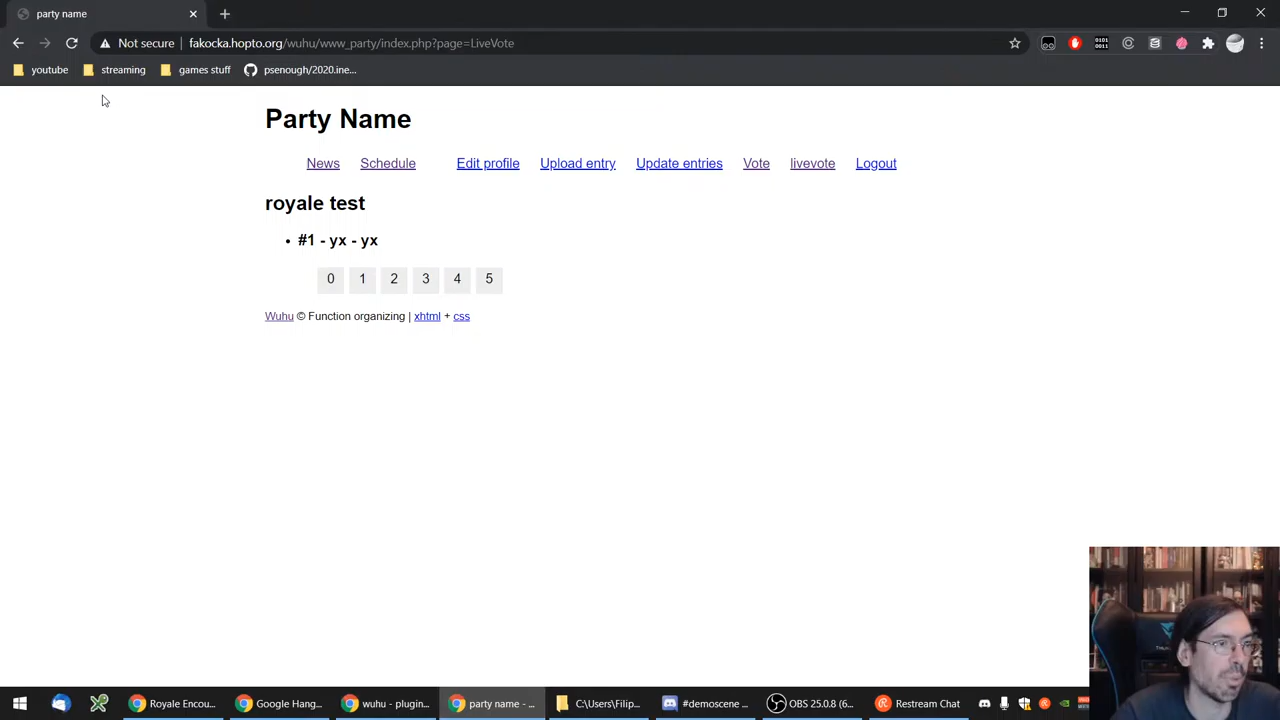 party name
Not secure fakocka.hopto.org/wuhu/www_party/index.php?page=LiveVote
youtube streaming games stuff psenough/2020.ine...
Party Name
News Schedule Edit profile Upload entry Update entries Vote livevote Logout
royale test
• #1 - yx - yx
0 1 2 3 4 5
Wuhu © Function organizing | xhtml + css
Royale Encou... Google Hang... wuhu - plugin... party name - ... C:\Users\Filip... #demoscene ... OBS 25.0.8 (6... Restream Chat